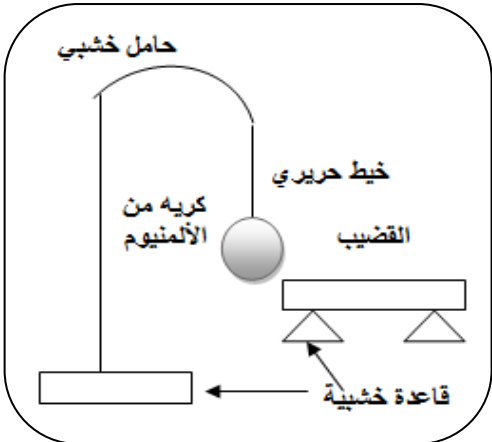 حامل خشبي
خيط حريري
كريه من
الألمنيوم
القضيب
قاعدة خشبية